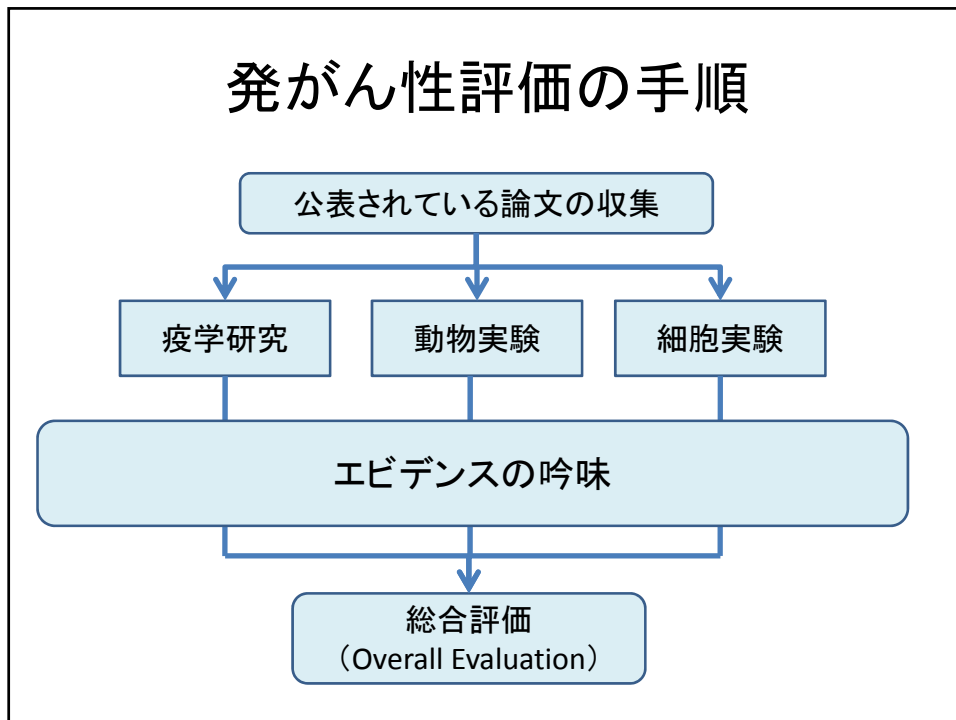 発がん性評価の手順
公表されている論文の収集
疫学研究
動物実験
細胞実験
エビデンスの吟味
総合評価
（Overall Evaluation）